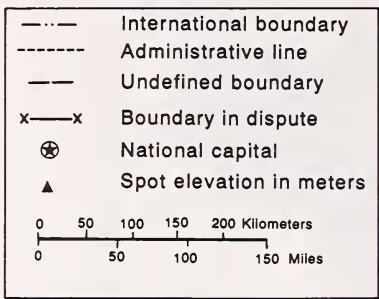 International boundary
Administrative line
Undefined boundary
x x Boundary in dispute
National capital
Spot elevation in meters
0 50 100 150 200 Kilometers
0 50 100 150 Miles